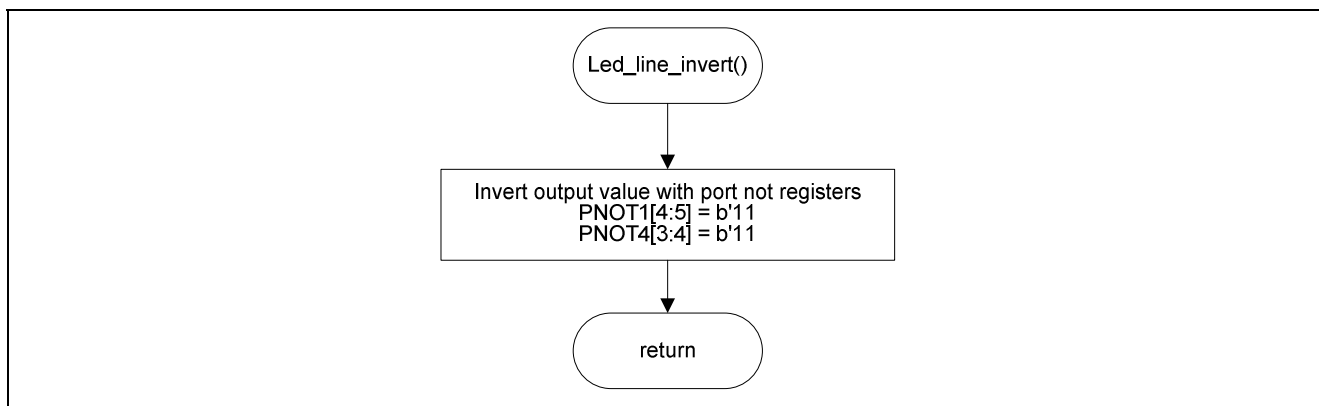 Led_line_invert()
Invert output value with port not registers
PNOT1[4:5] = b'11
PNOT4[3:4] = b'11
return